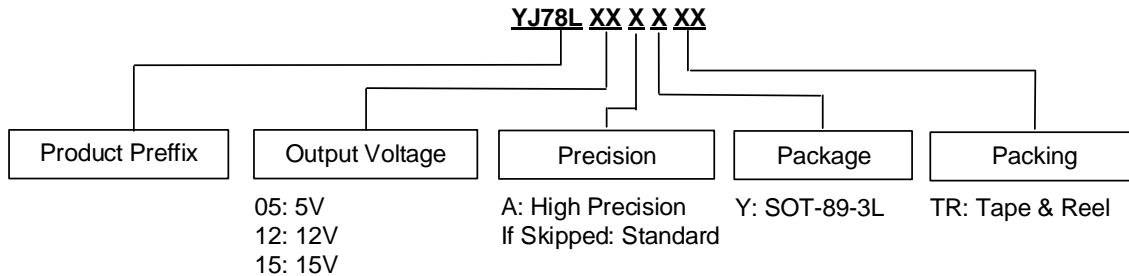 YJ78L XX X X XX
Product Preffix
Output Voltage
Precision
Package
Packing
05: 5V
12: 12V
15: 15V
A: High Precision
If Skipped: Standard
Y: SOT-89-3L
TR: Tape & Reel